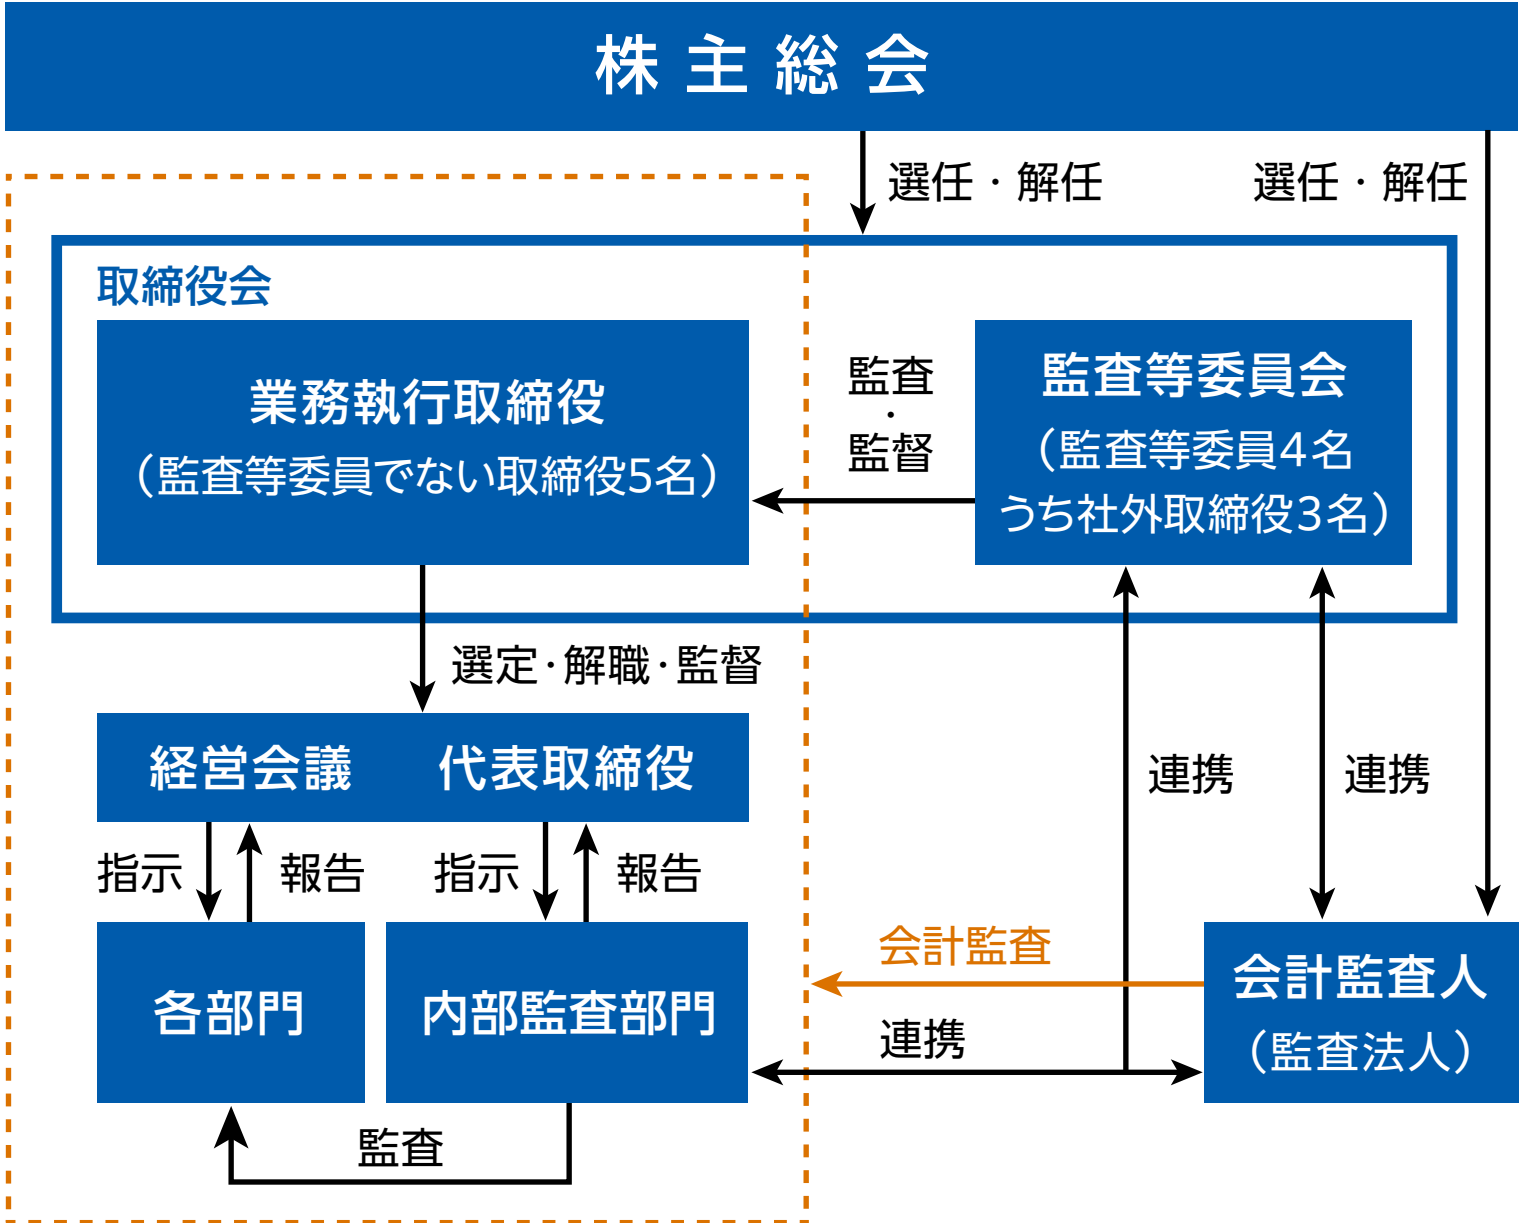 株主総会
選任・解任
選任・解任
取締役会
業務執行取締役
（監査等委員でない取締役5名）
監査
・
監督
監査等委員会
（監査等委員4名
うち社外取締役3名）
選定・解職・監督
経営会議
代表取締役
連携
連携
指示
報告
指示
報告
各部門
内部監査部門
会計監査
連携
会計監査人
（監査法人）
監査